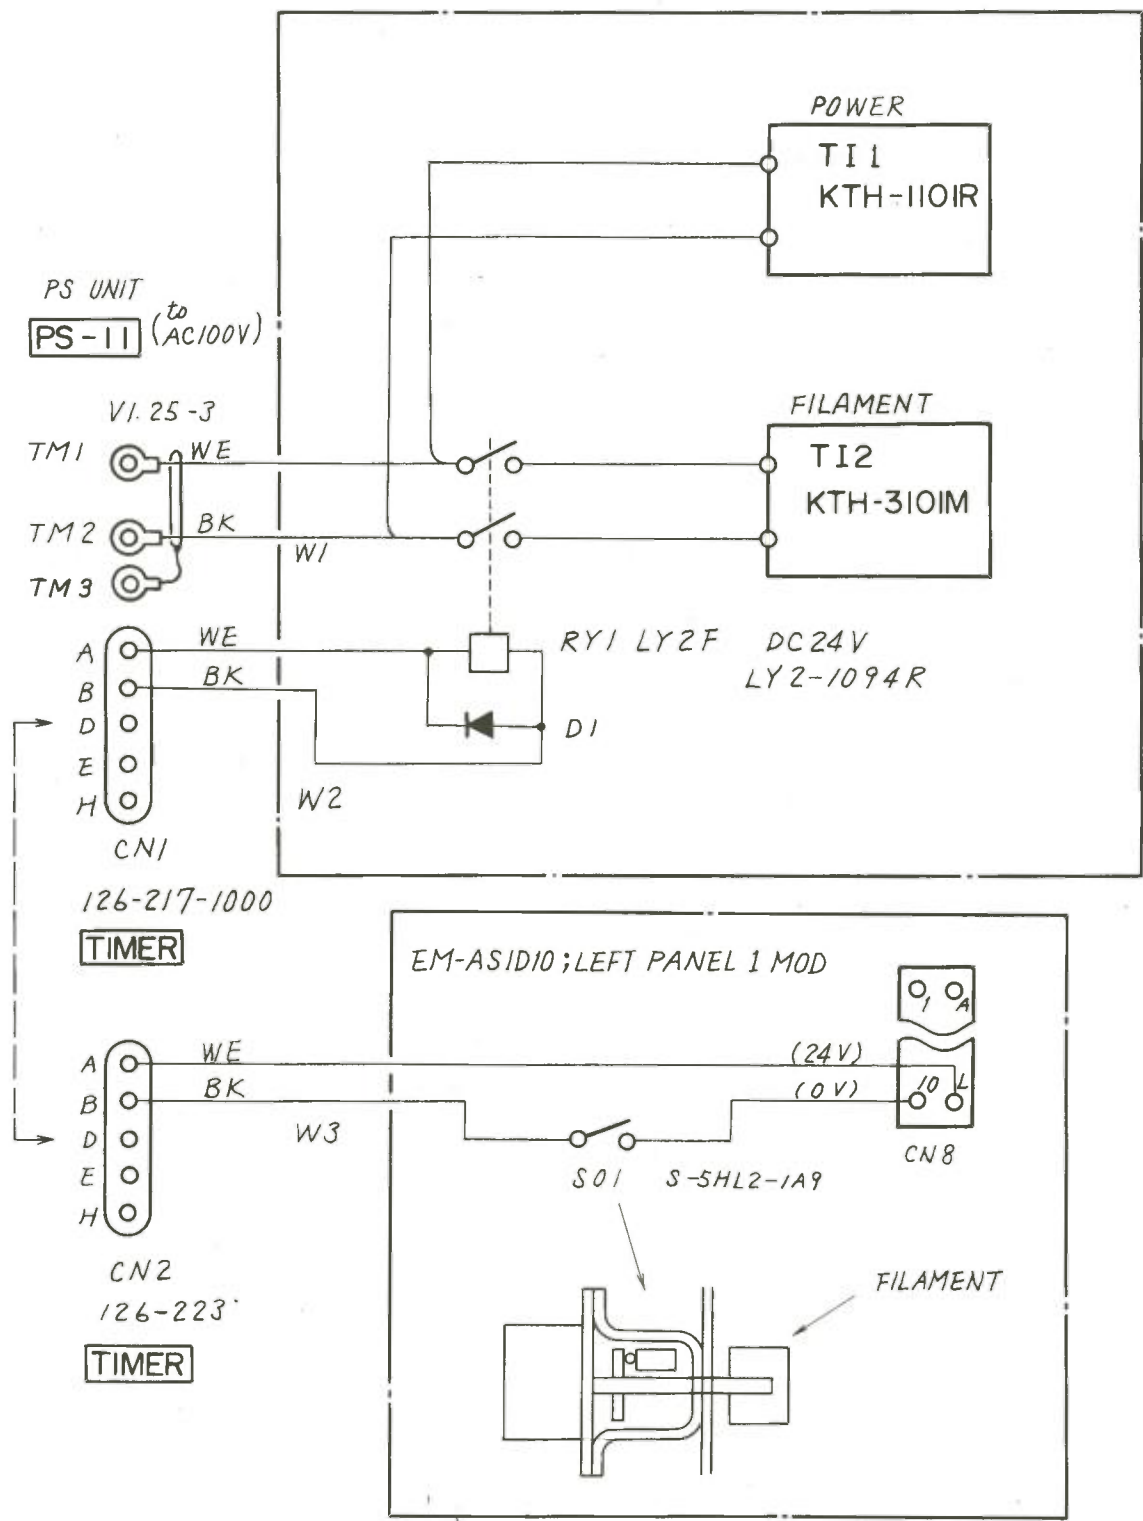 POWER
TI1
KTH-1101R
PS UNIT
PS-11 (to AC100V)
V1.25-3
FILAMENT
TM1
WE
TI2
KTH-3101M
TM2
BK
W1
TM3
A
WE
RY1 LY2F DC24V
LY2-1094R
B
BK
D
D1
E
H
W2
CN1
126-217-1000
TIMER
EM-AS1D10;LEFT PANEL 1 MOD
1 A
A
WE
(24V)
B
BK
(0V)
10 L
D
W3
CN8
E
S01 S-5HL2-1A9
H
CN2
FILAMENT
126-223
TIMER